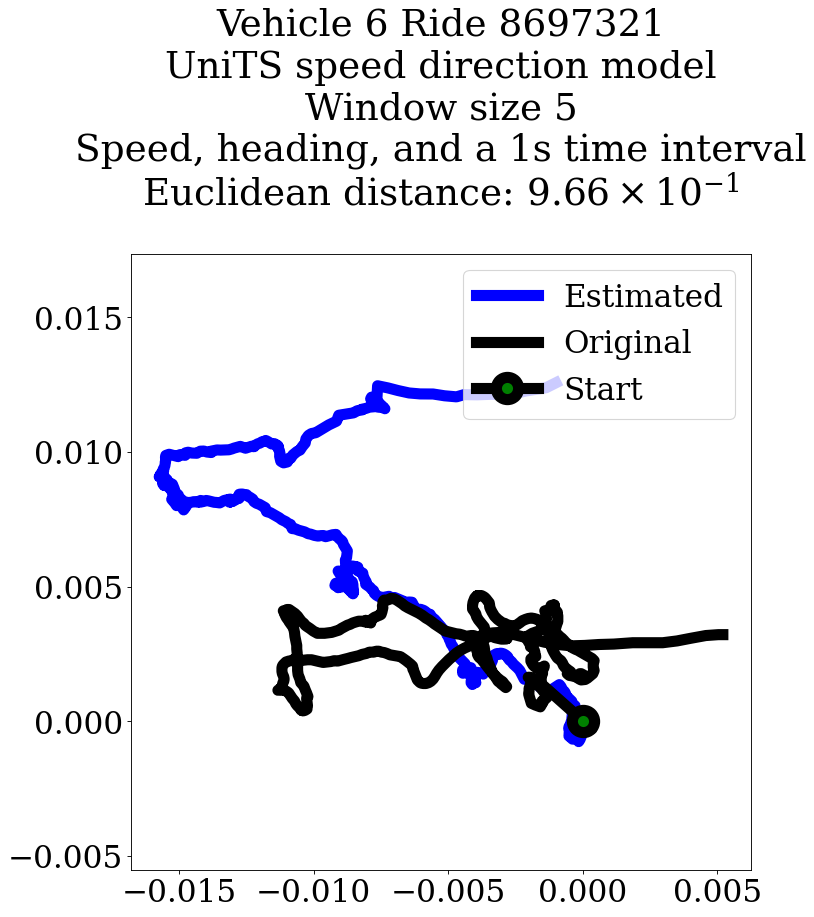 Vehicle 6 Ride 8697321
UniTS speed direction model
Window size 5
Speed, heading, and a 1s time interval
Euclidean distance: 9.66 × 10⁻¹
Estimated
Original
Start
0.015
0.010
0.005
0.000
−0.005
−0.015 −0.010 −0.005 0.000 0.005